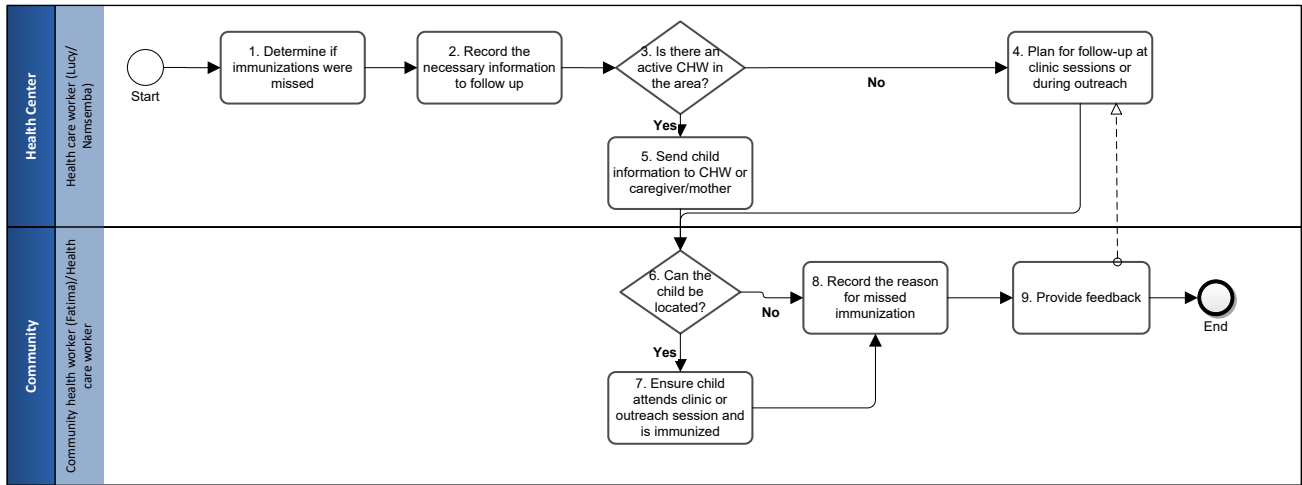 Health Center
Health care worker (Lucy/
Namsemba)
Start
1. Determine if
immunizations were
missed
2. Record the
necessary information
to follow up
3. Is there an
active CHW in
the area?
No
4. Plan for follow-up at
clinic sessions or
during outreach
Yes
5. Send child
information to CHW or
caregiver/mother
Community
Community health worker (Fatima)/Health
care worker
6. Can the
child be
located?
No
8. Record the reason
for missed
immunization
9. Provide feedback
End
Yes
7. Ensure child
attends clinic or
outreach session and
is immunized